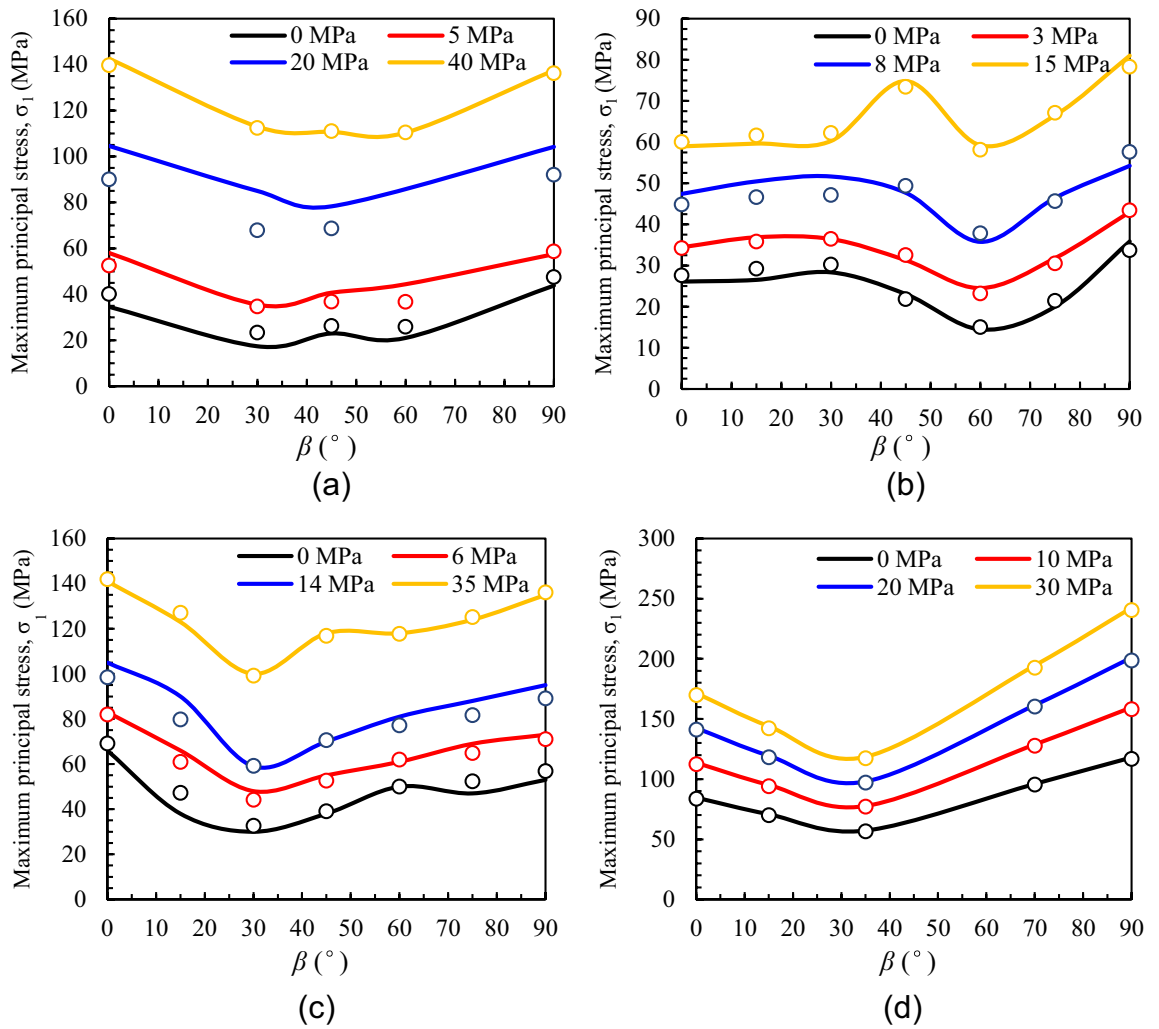 Maximum principal stress, σ1 (MPa)
160
140
120
100
80
60
40
20
0
0 MPa
5 MPa
20 MPa
40 MPa
0 10 20 30 40 50 60 70 80 90
β (°)
(a)
Maximum principal stress, σ1 (MPa)
90
80
70
60
50
40
30
20
10
0
0 MPa
3 MPa
8 MPa
15 MPa
0 10 20 30 40 50 60 70 80 90
β (°)
(b)
Maximum principal stress, σ1 (MPa)
160
140
120
100
80
60
40
20
0
0 MPa
6 MPa
14 MPa
35 MPa
0 10 20 30 40 50 60 70 80 90
β (°)
(c)
Maximum principal stress, σ1 (MPa)
300
250
200
150
100
50
0
0 MPa
10 MPa
20 MPa
30 MPa
0 10 20 30 40 50 60 70 80 90
β (°)
(d)